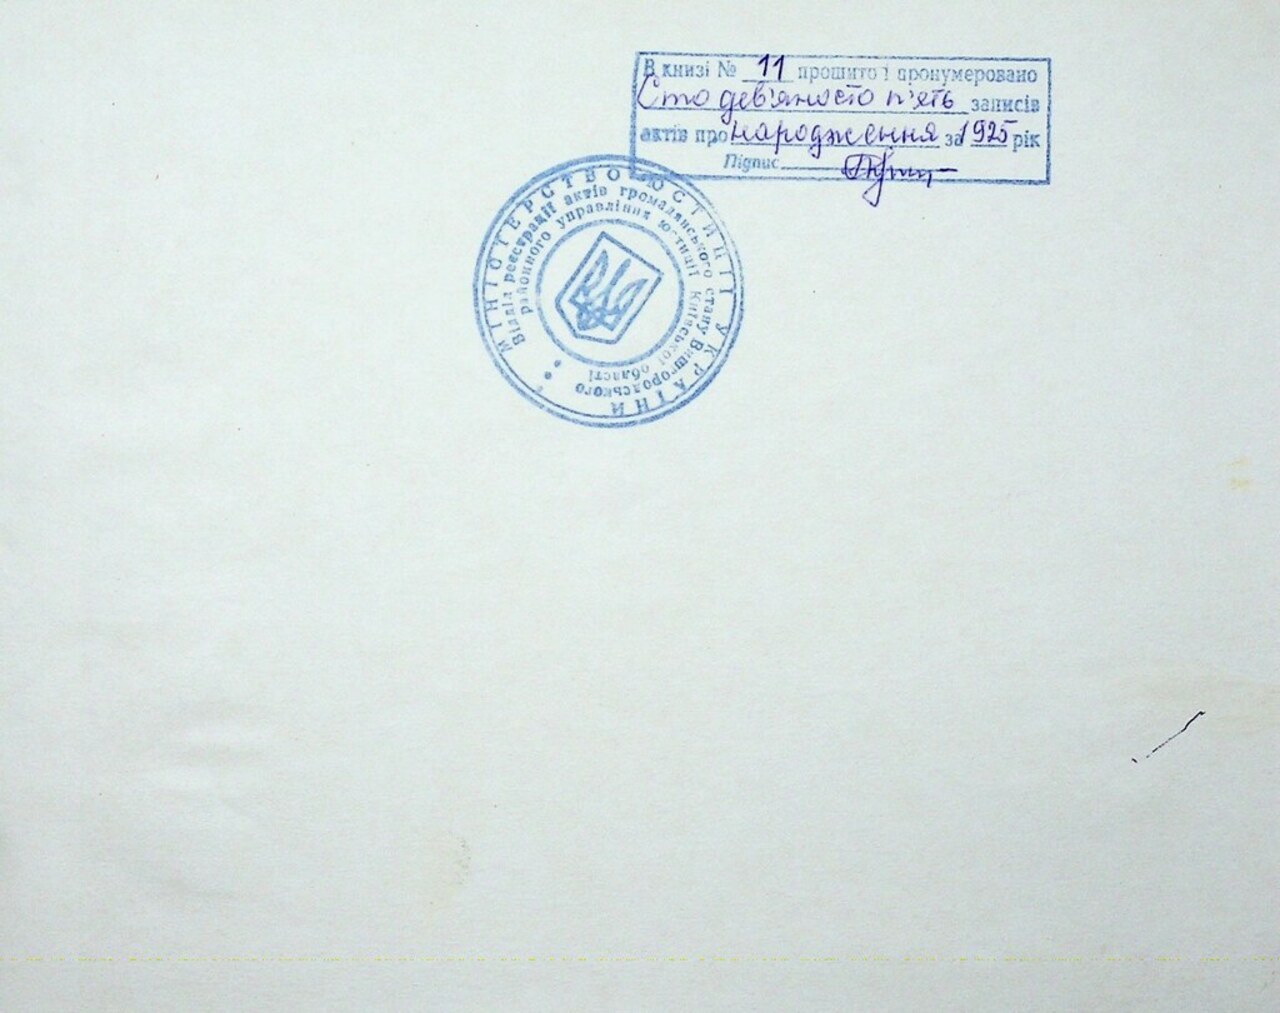 В книзі № 11 прошито і пронумеровано
Сто дев'яносто п'ять записів
актів про народження за 1925 рік
Підпис
МІНІСТЕРСТВО ЮСТИЦІЇ УКРАЇНИ
Відділ реєстрації актів громадянського стану Вишгородського
районного управління юстиції Київської області